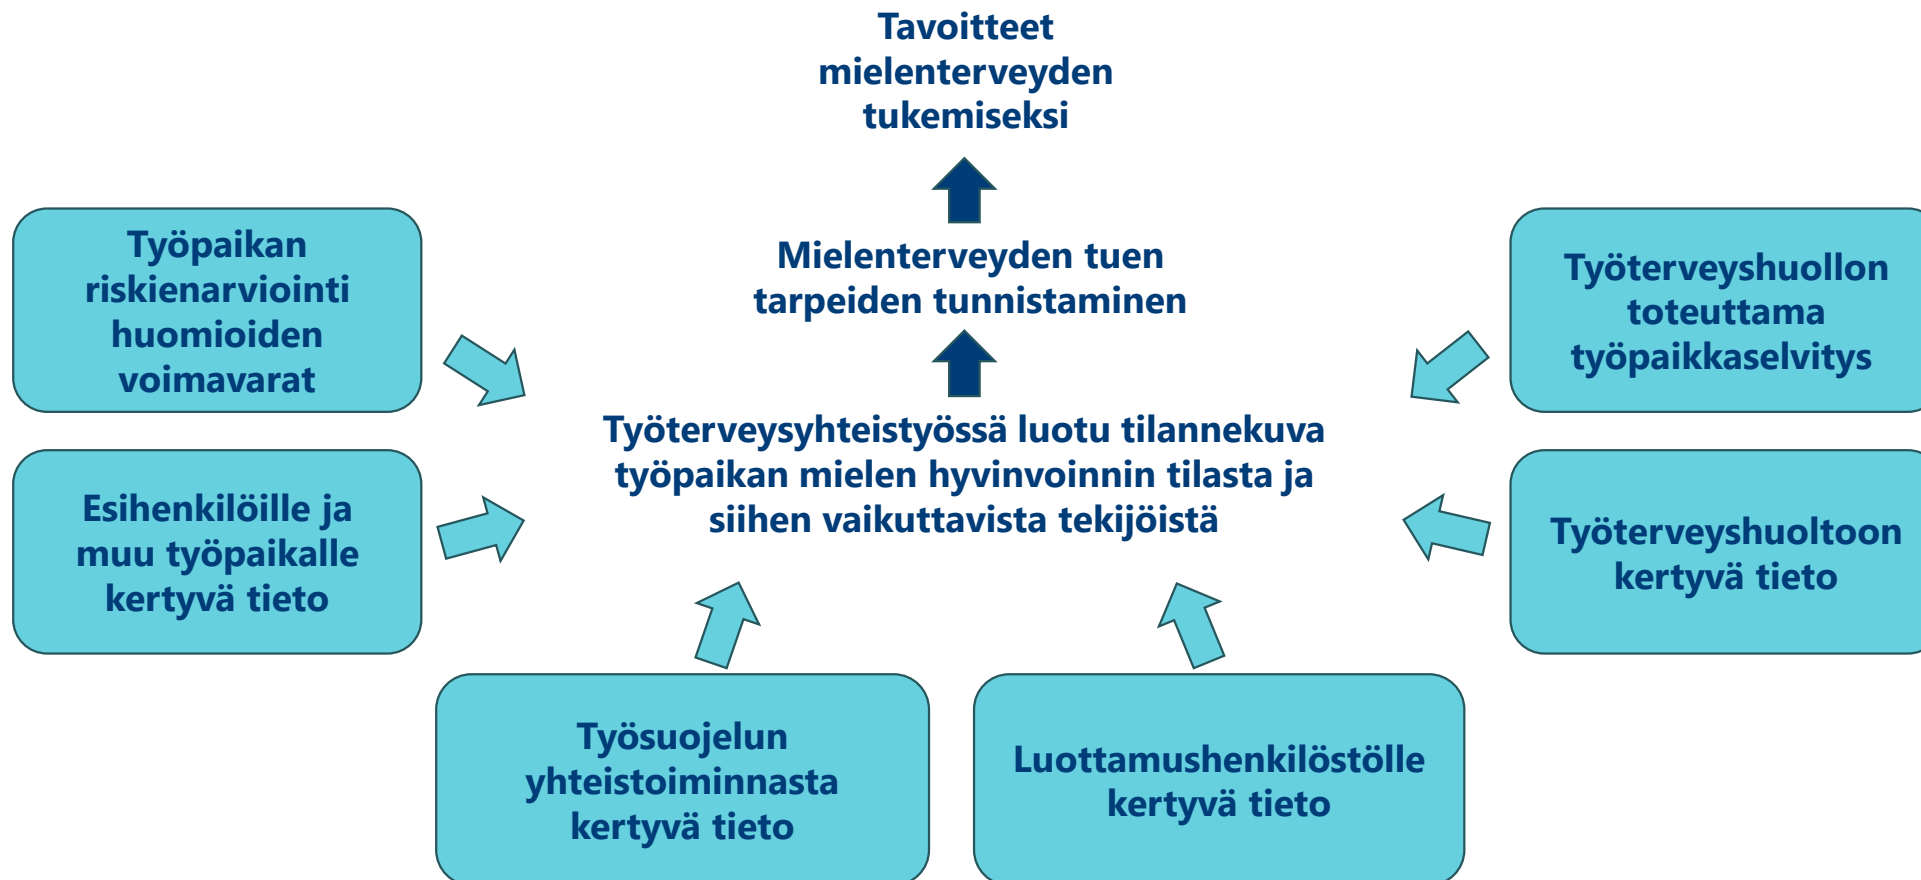 Tavoitteet
mielenterveyden
tukemiseksi
Mielenterveyden tuen
tarpeiden tunnistaminen
Työterveysyhteistyössä luotu tilannekuva
työpaikan mielen hyvinvoinnin tilasta ja
siihen vaikuttavista tekijöistä
Työpaikan
riskienarviointi
huomioiden
voimavarat
Esihenkilöille ja
muu työpaikalle
kertyvä tieto
Työsuojelun
yhteistoiminnasta
kertyvä tieto
Luottamushenkilöstölle
kertyvä tieto
Työterveyshuoltoon
kertyvä tieto
Työterveyshuollon
toteuttama
työpaikkaselvitys